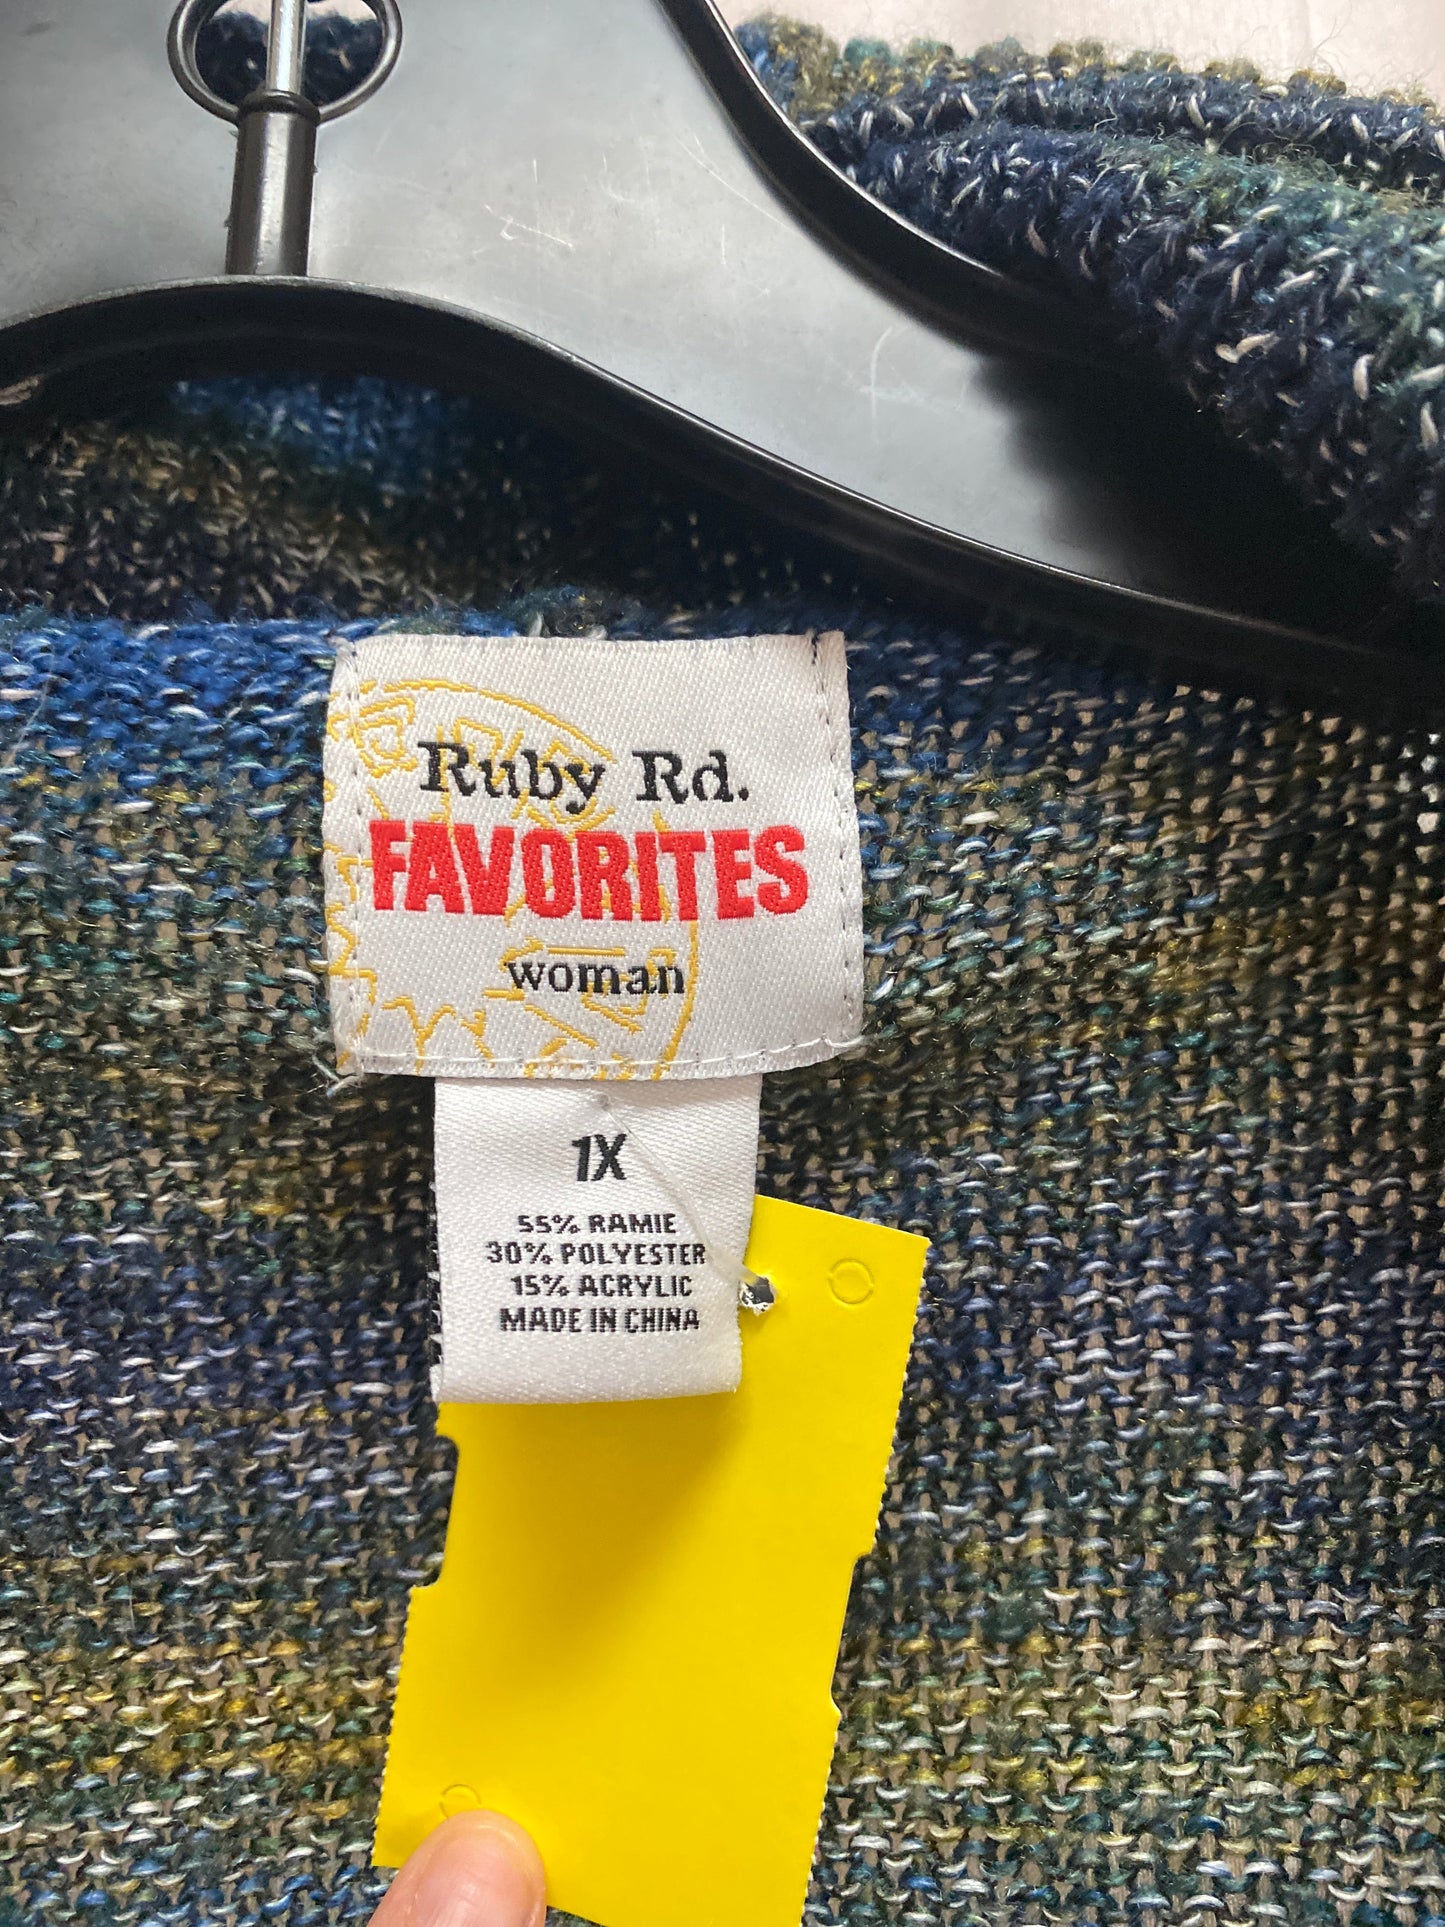 Ruby Rd.
FAVORITES
woman
1X
55% RAMIE
30% POLYESTER
15% ACRYLIC
MADE IN CHINA